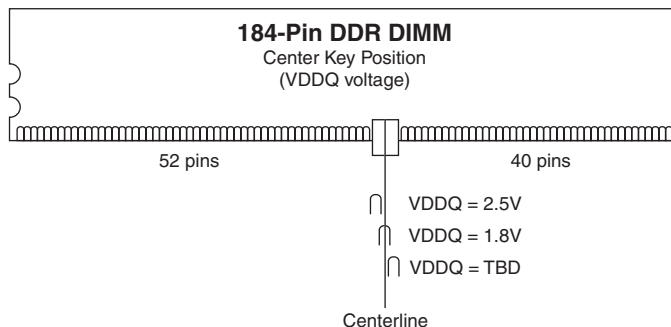 184-Pin DDR DIMM
Center Key Position
(VDDQ voltage)
52 pins
40 pins
VDDQ = 2.5V
VDDQ = 1.8V
VDDQ = TBD
Centerline